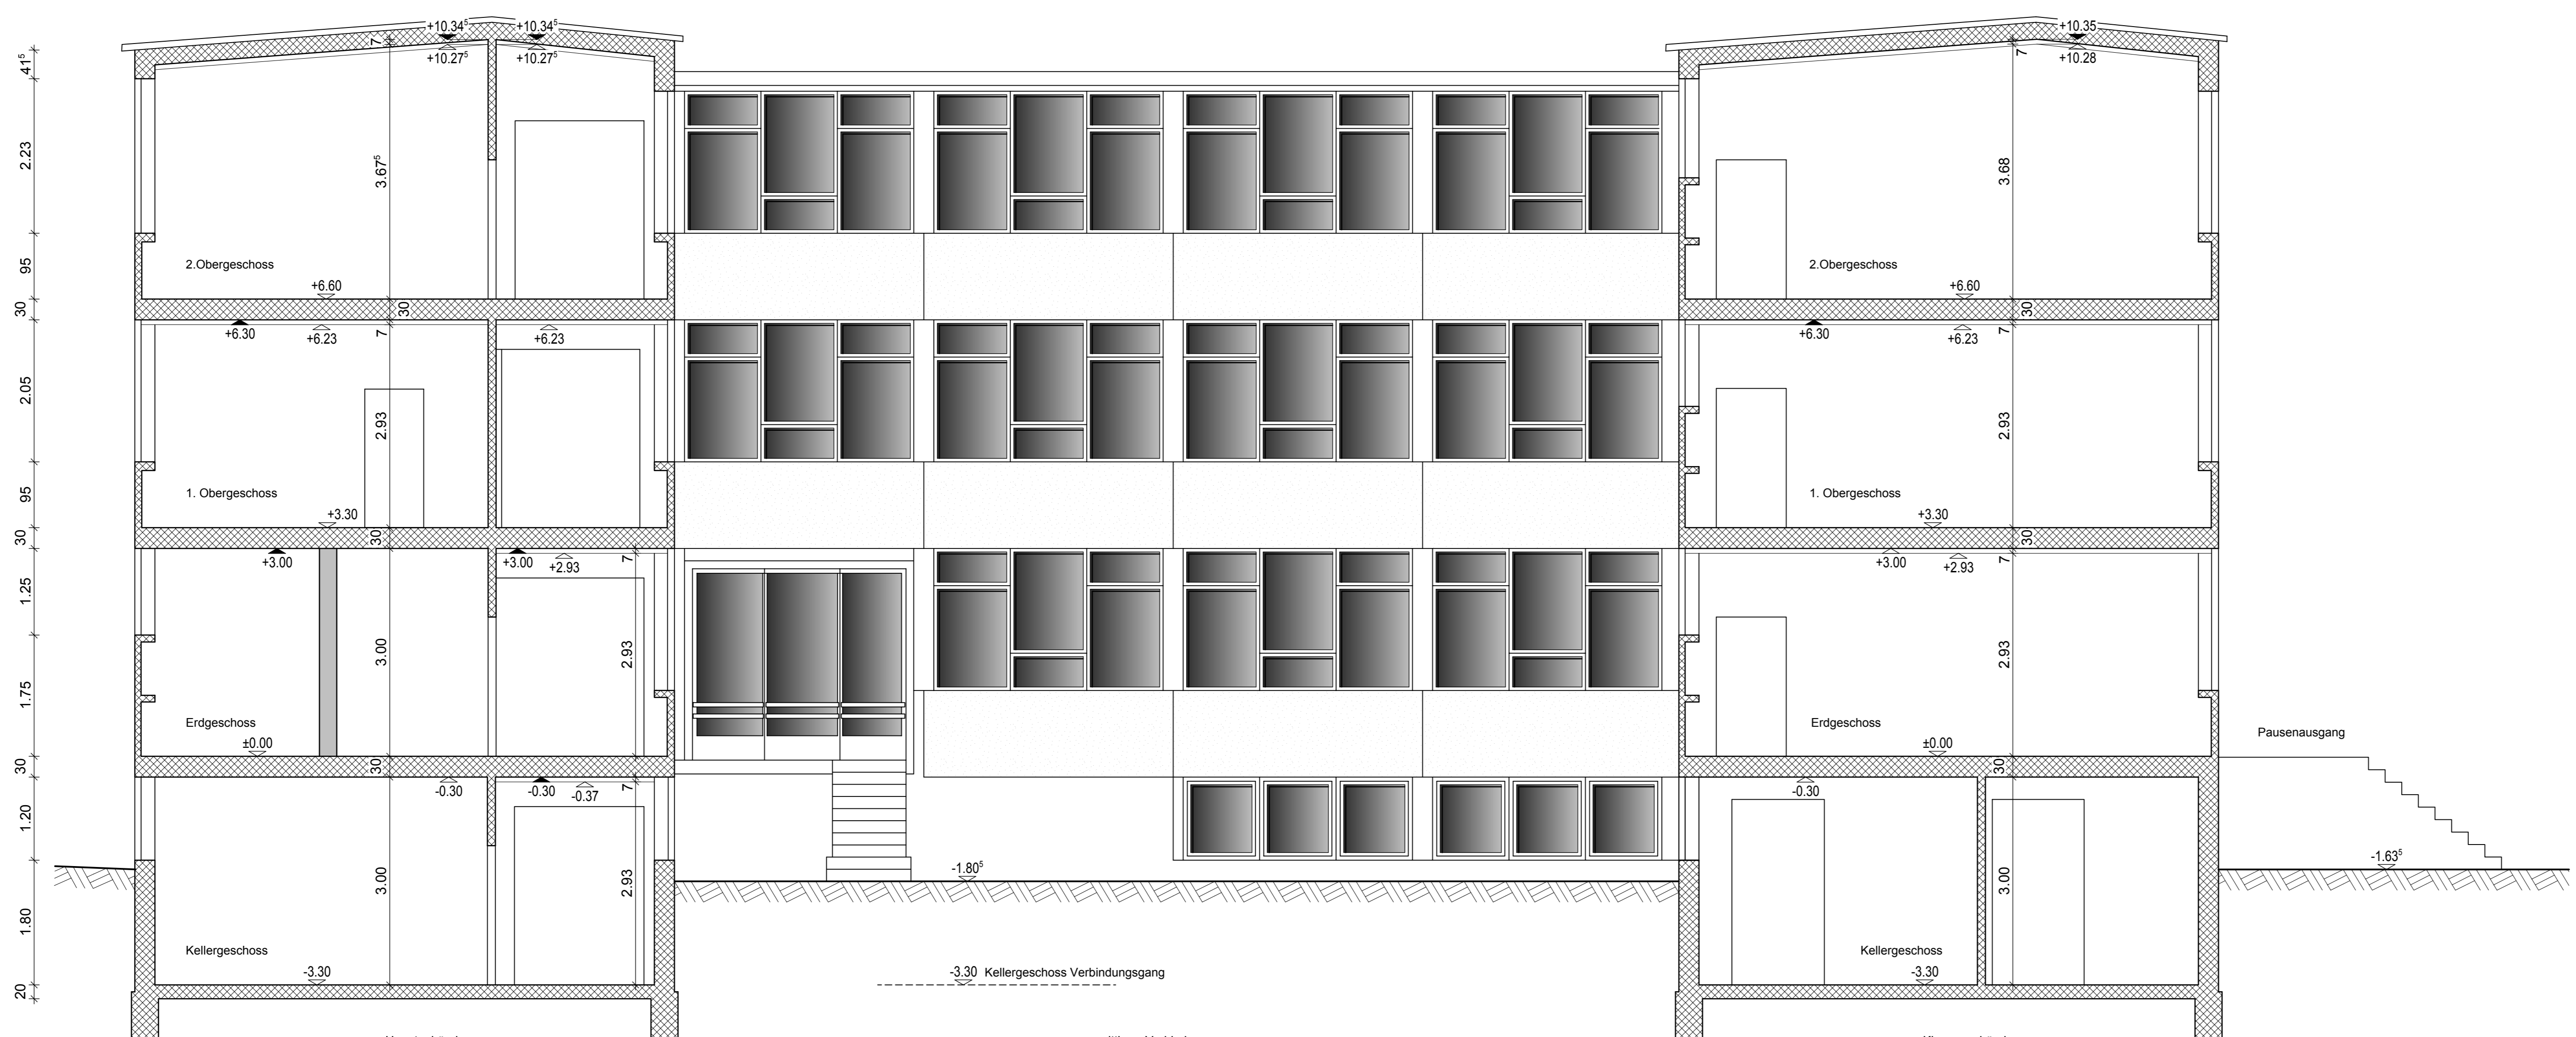 +10.34⁵ +10.34⁵ +10.35
7 +10.27⁵ +10.27⁵ 7 +10.28
41⁵
2.23 3.67⁵ 3.68
95 2.Obergeschoss 2.Obergeschoss
+6.60 +6.60
30 30 30
+6.30 +6.23 7 +6.23 +6.30 +6.23 7
2.05 2.93 2.93
95 1. Obergeschoss 1. Obergeschoss
+3.30 +3.30
30 30 30
+3.00 +3.00 +2.93 7 +3.00 +2.93 7
1.25 3.00 2.93 2.93
1.75 Erdgeschoss Erdgeschoss Pausenausgang
±0.00 ±0.00
30 30 30
-0.30 -0.30 -0.37 7 -0.30
1.20
-1.80⁵ -1.63⁵
3.00 2.93 3.00
1.80 Kellergeschoss Kellergeschoss
-3.30 -3.30 Kellergeschoss Verbindungsgang -3.30
20